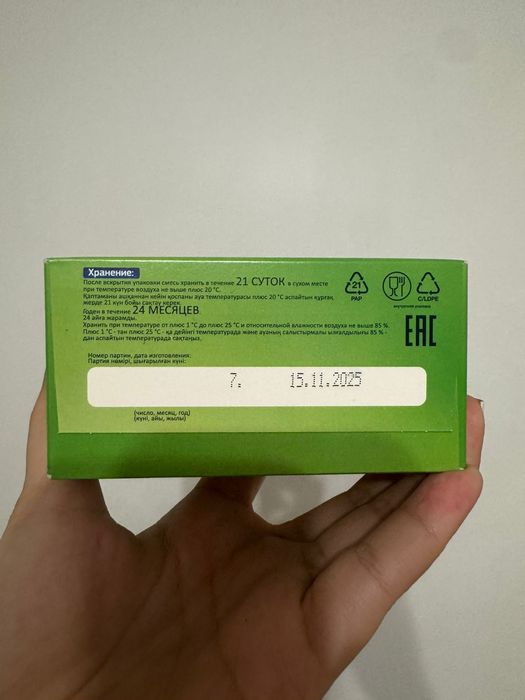 Хранение:
После вскрытия упаковки смесь хранить в течение 21 СУТОК в сухом месте
при температуре воздуха не выше плюс 20 °С.
Қаптаманы ашқаннан кейін қоспаны ауа температурасы плюс 20 °С аспайтын құрғақ
жерде 21 күн бойы сақтау керек.
Годен в течение 24 МЕСЯЦЕВ
24 айға жарамды.
Хранить при температуре от плюс 1 °С до плюс 25 °С и относительной влажности воздуха не выше 85 %.
Плюс 1 °С - тан плюс 25 °С - қа дейінгі температурада және ауаның салыстырмалы ылғалдылығы 85 % -
дан аспайтын температурада сақтаңыз.
Номер партии, дата изготовления:
Партия нөмірі, шығарылған күні:
7. 15.11.2025
(число, месяц, год)
(күні, айы, жылы)
21
PAP
C/LDPE
внутренняя упаковка
EAC